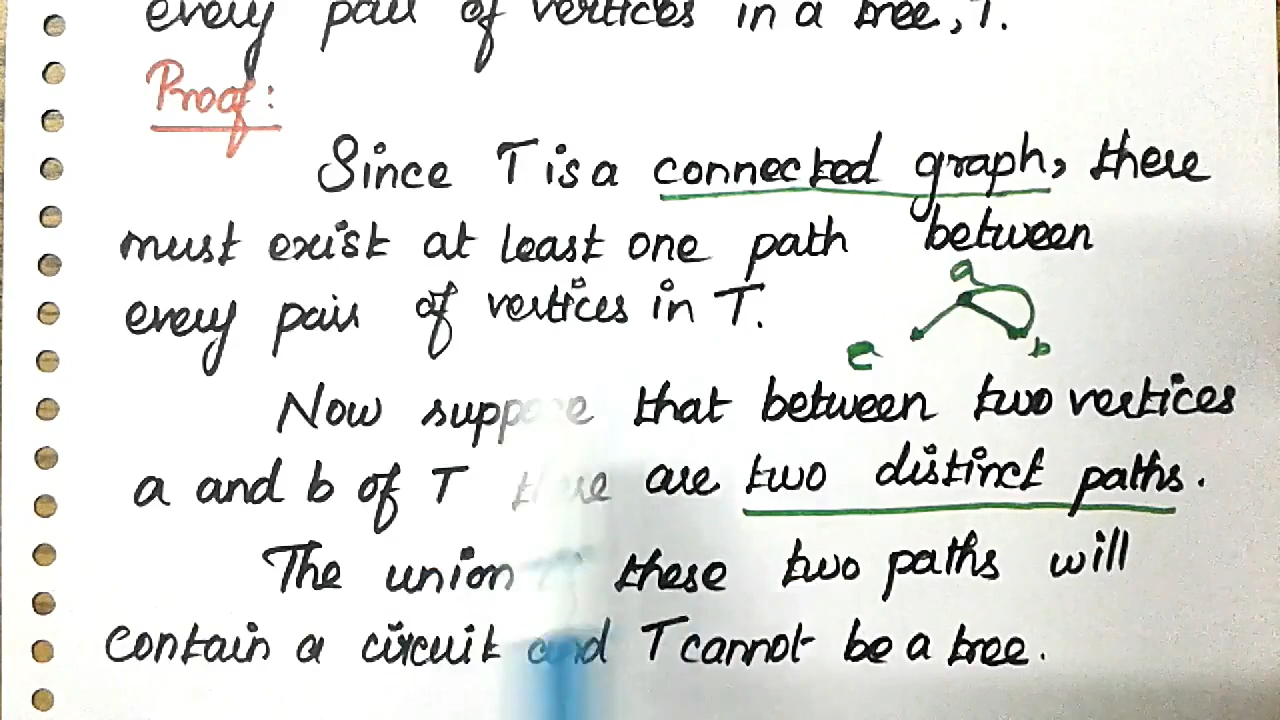 every pair of vertices in a tree, T.
Proof:
Since T is a connected graph, there
must exist at least one path between
every pair of vertices in T.
a
c
b
Now suppose that between two vertices
a and b of T there are two distinct paths.
The union these two paths will
contain a circuit and T cannot be a tree.